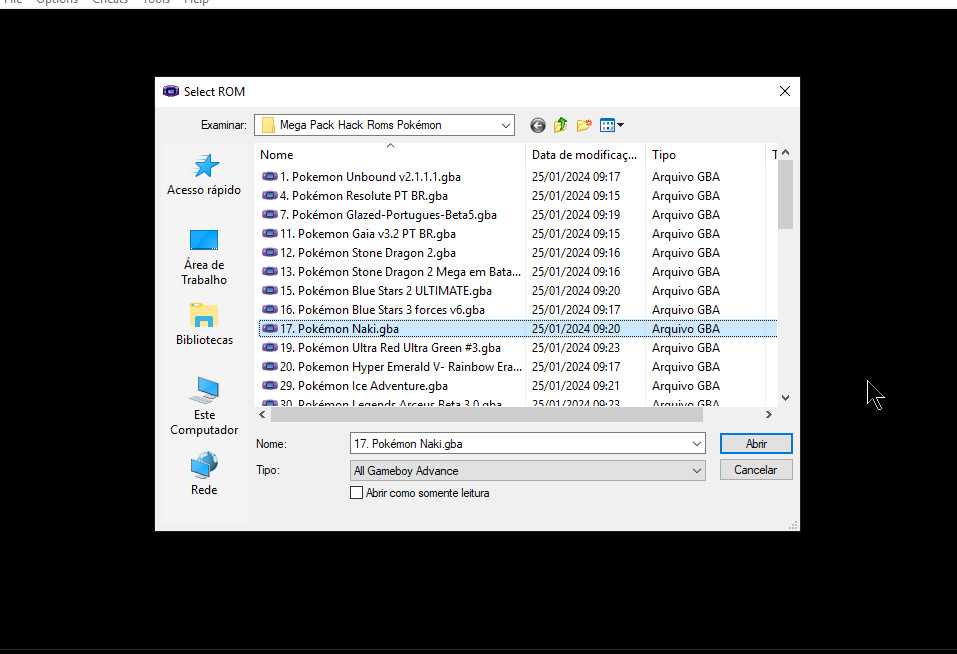 File Options Cheats Tools Help
Select ROM
Examinar: Mega Pack Hack Roms Pokémon
Nome Data de modificaç... Tipo T
1. Pokemon Unbound v2.1.1.1.gba 25/01/2024 09:17 Arquivo GBA
4. Pokémon Resolute PT BR.gba 25/01/2024 09:15 Arquivo GBA
7. Pokémon Glazed-Portugues-Beta5.gba 25/01/2024 09:19 Arquivo GBA
11. Pokemon Gaia v3.2 PT BR.gba 25/01/2024 09:15 Arquivo GBA
12. Pokémon Stone Dragon 2.gba 25/01/2024 09:16 Arquivo GBA
13. Pokémon Stone Dragon 2 Mega em Bata... 25/01/2024 09:16 Arquivo GBA
15. Pokémon Blue Stars 2 ULTIMATE.gba 25/01/2024 09:20 Arquivo GBA
16. Pokémon Blue Stars 3 forces v6.gba 25/01/2024 09:17 Arquivo GBA
17. Pokémon Naki.gba 25/01/2024 09:20 Arquivo GBA
19. Pokémon Ultra Red Ultra Green #3.gba 25/01/2024 09:23 Arquivo GBA
20. Pokémon Hyper Emerald V- Rainbow Era... 25/01/2024 09:17 Arquivo GBA
29. Pokémon Ice Adventure.gba 25/01/2024 09:21 Arquivo GBA
30. Pokémon Legends Arceus Beta 3.0.gba 25/01/2024 09:23 Arquivo GBA
Acesso rápido
Área de
Trabalho
Bibliotecas
Este
Computador
Rede
Nome: 17. Pokémon Naki.gba Abrir
Tipo: All Gameboy Advance Cancelar
Abrir como somente leitura